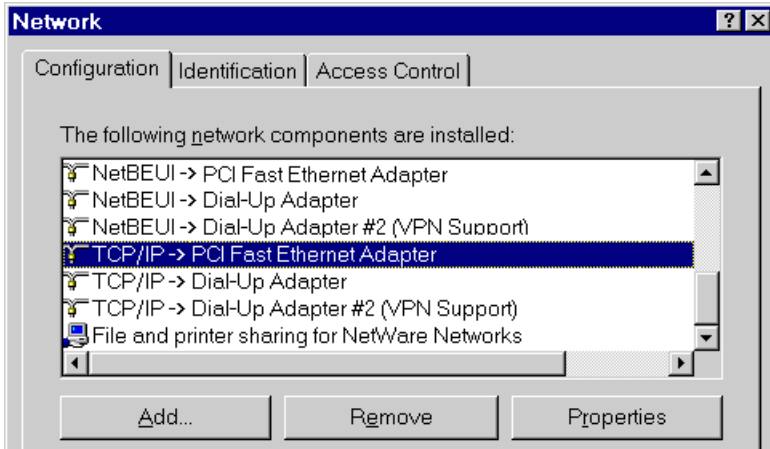 Network
Configuration Identification Access Control
The following network components are installed:
NetBEUI -> PCI Fast Ethernet Adapter
NetBEUI -> Dial-Up Adapter
NetBEUI -> Dial-Up Adapter #2 (VPN Support)
TCP/IP -> PCI Fast Ethernet Adapter
TCP/IP -> Dial-Up Adapter
TCP/IP -> Dial-Up Adapter #2 (VPN Support)
File and printer sharing for NetWare Networks
Add... Remove Properties